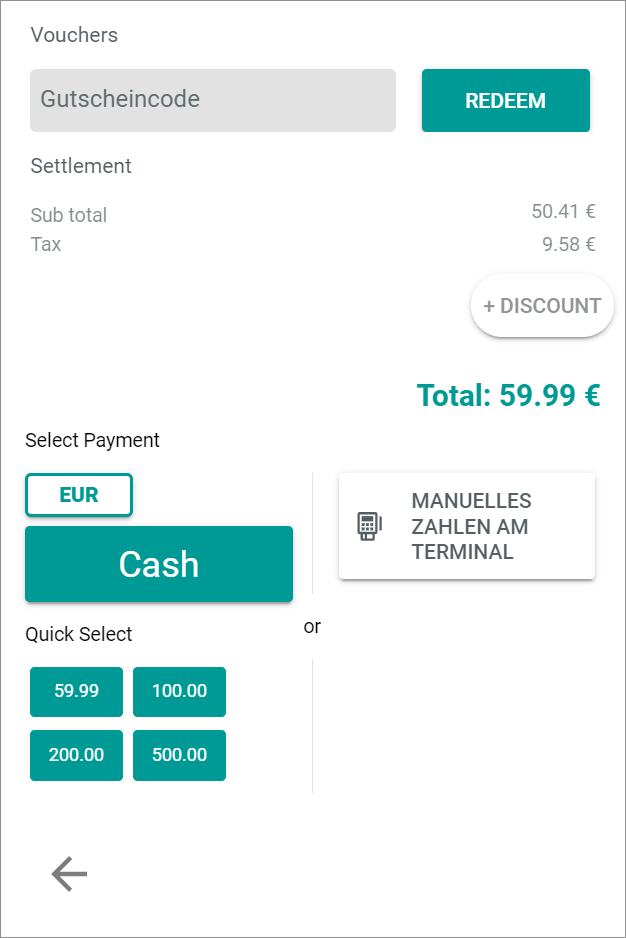 Vouchers
Gutscheincode
REDEEM
Settlement
Sub total 50.41 €
Tax 9.58 €
+ DISCOUNT
Total: 59.99 €
Select Payment
EUR
Cash
MANUELLES
ZAHLEN AM
TERMINAL
or
Quick Select
59.99 100.00
200.00 500.00